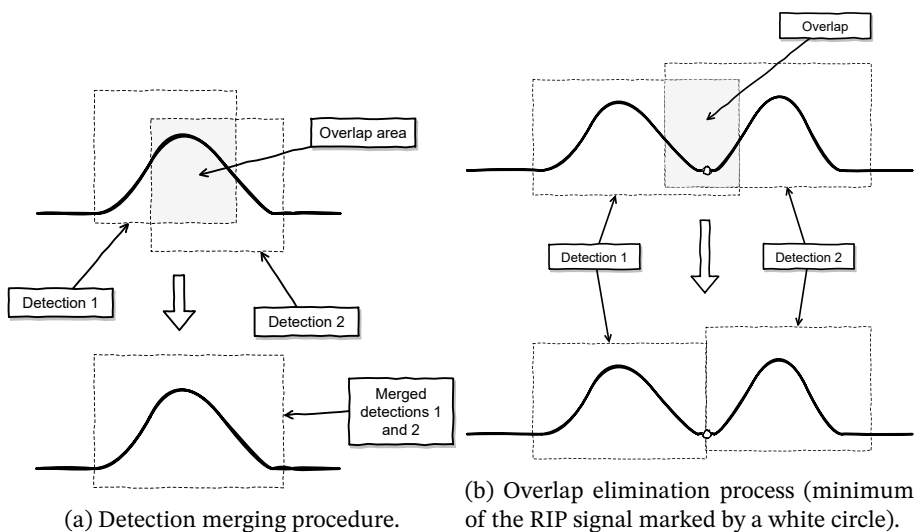 Overlap area
Detection 1
Detection 2
Merged
detections 1
and 2
(a) Detection merging procedure.
Overlap
Detection 1
Detection 2
(b) Overlap elimination process (minimum
of the RIP signal marked by a white circle).